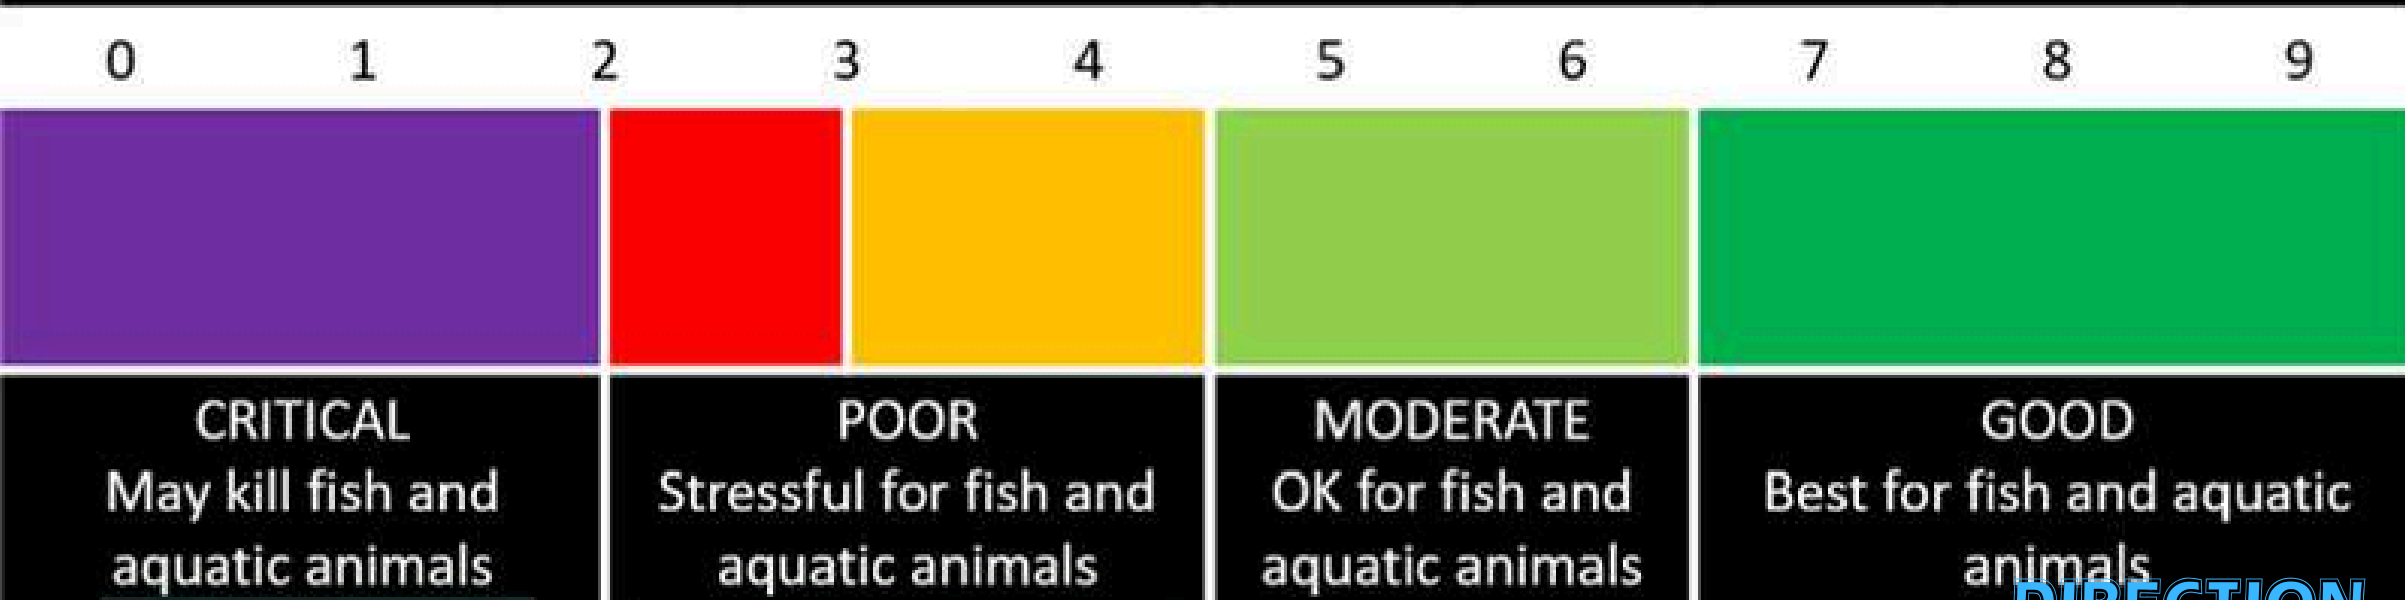 0 1 2 3 4 5 6 7 8 9
CRITICAL
May kill fish and
aquatic animals
POOR
Stressful for fish and
aquatic animals
MODERATE
OK for fish and
aquatic animals
GOOD
Best for fish and aquatic
animals
DIRECTION